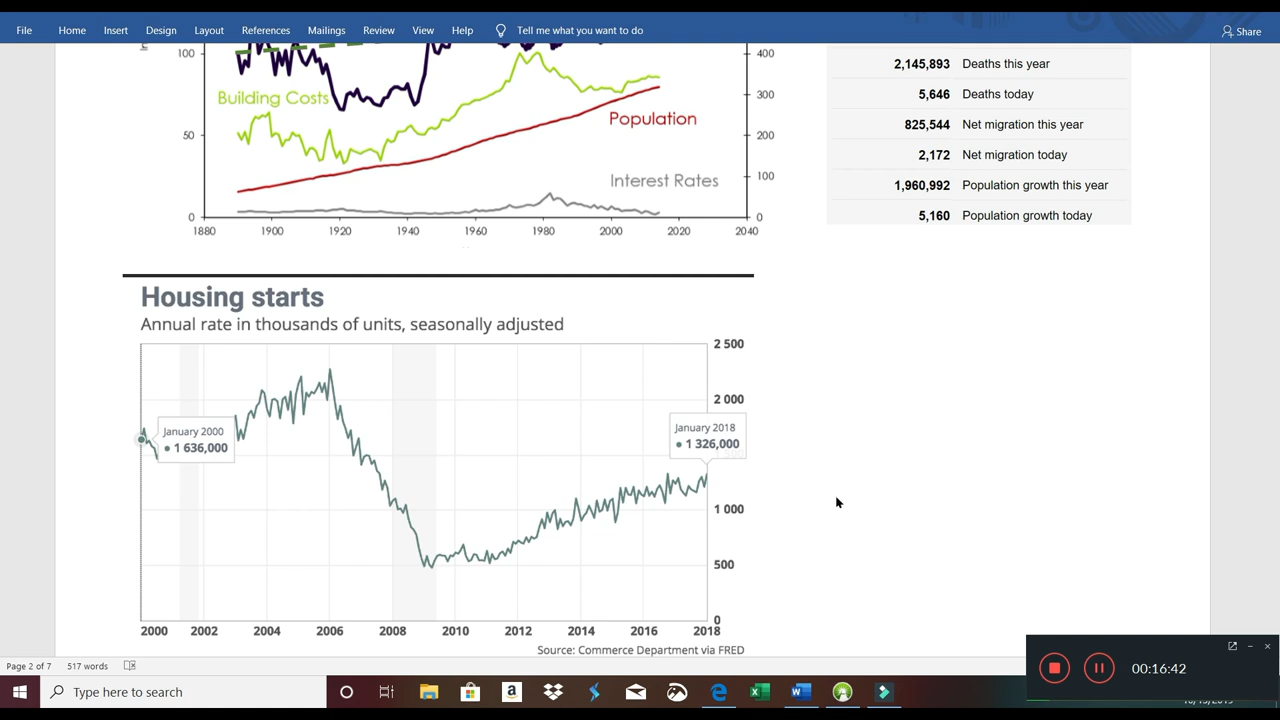 File Home Insert Design Layout References Mailings Review View Help Tell me what you want to do Share
100 400
Building Costs 300
50 Population 200
Interest Rates 100
0 0
1880 1900 1920 1940 1960 1980 2000 2020 2040
2,145,893 Deaths this year
5,646 Deaths today
825,544 Net migration this year
2,172 Net migration today
1,960,992 Population growth this year
5,160 Population growth today
Housing starts
Annual rate in thousands of units, seasonally adjusted
2 500
2 000
January 2000
1 636,000
January 2018
1 326,000
1 000
500
0
2000 2002 2004 2006 2008 2010 2012 2014 2016 2018
Source: Commerce Department via FRED
Page 2 of 7 517 words
00:16:42
Type here to search